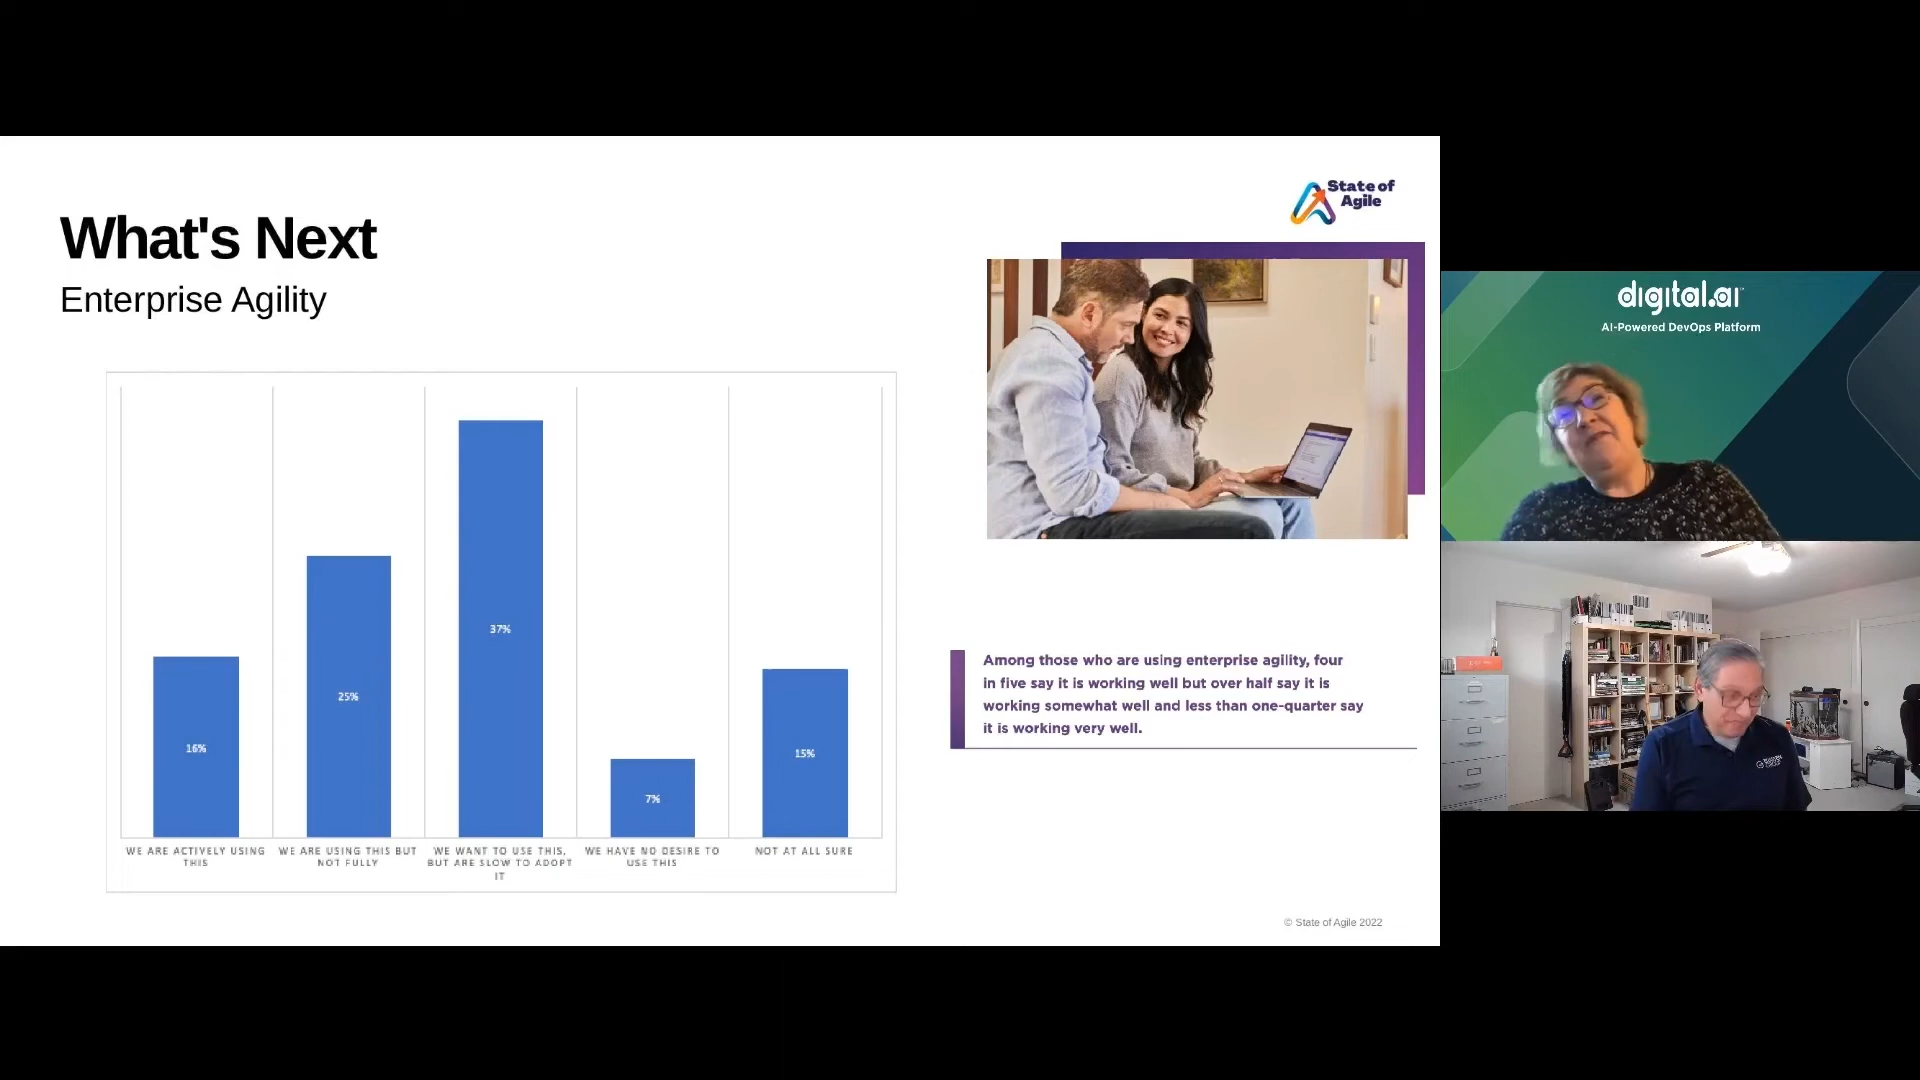 State of
Agile
What's Next
Enterprise Agility
37%
25%
16%
7%
15%
WE ARE ACTIVELY USING
THIS
WE ARE USING THIS BUT
NOT FULLY
WE WANT TO USE THIS,
BUT ARE SLOW TO ADOPT
IT
WE HAVE NO DESIRE TO
USE THIS
NOT AT ALL SURE
Among those who are using enterprise agility, four
in five say it is working well but over half say it is
working somewhat well and less than one-quarter say
it is working very well.
© State of Agile 2022
digital.ai
AI-Powered DevOps Platform